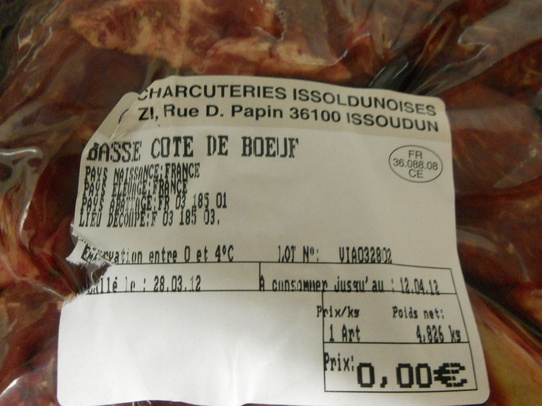 CHARCUTERIES ISSOLDUNOISES
ZI, Rue D. Papin 36100 ISSOUDUN
BASSE COTE DE BOEUF
FR
36.088.08
CE
PAYS NAISSANCE:FRANCE
PAYS ELEVAGE:FRANCE
PAYS ABATTAGE:FR 03 185 01
LIEU DECOUPE:F 03 185 03.
entre 0 et 4°C LOT N°: VIA032802
le : 28.03.12 A consommer jusqu'au : 12.04.12
Prix/kg Poids net:
1 Art 4,826 kg
Prix: 0,00€